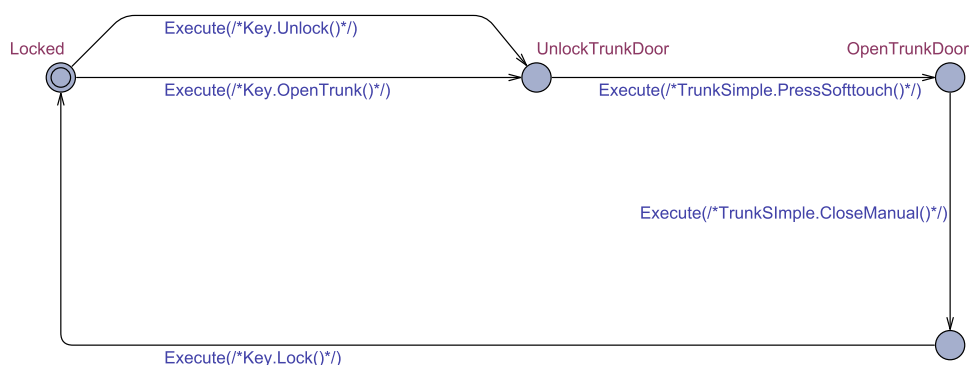 Execute(/*Key.Unlock()*/)
Locked
UnlockTrunkDoor
OpenTrunkDoor
Execute(/*Key.OpenTrunk()*/)
Execute(/*TrunkSimple.PressSofttouch()*/)
Execute(/*TrunkSImple.CloseManual()*/)
Execute(/*Key.Lock()*/)